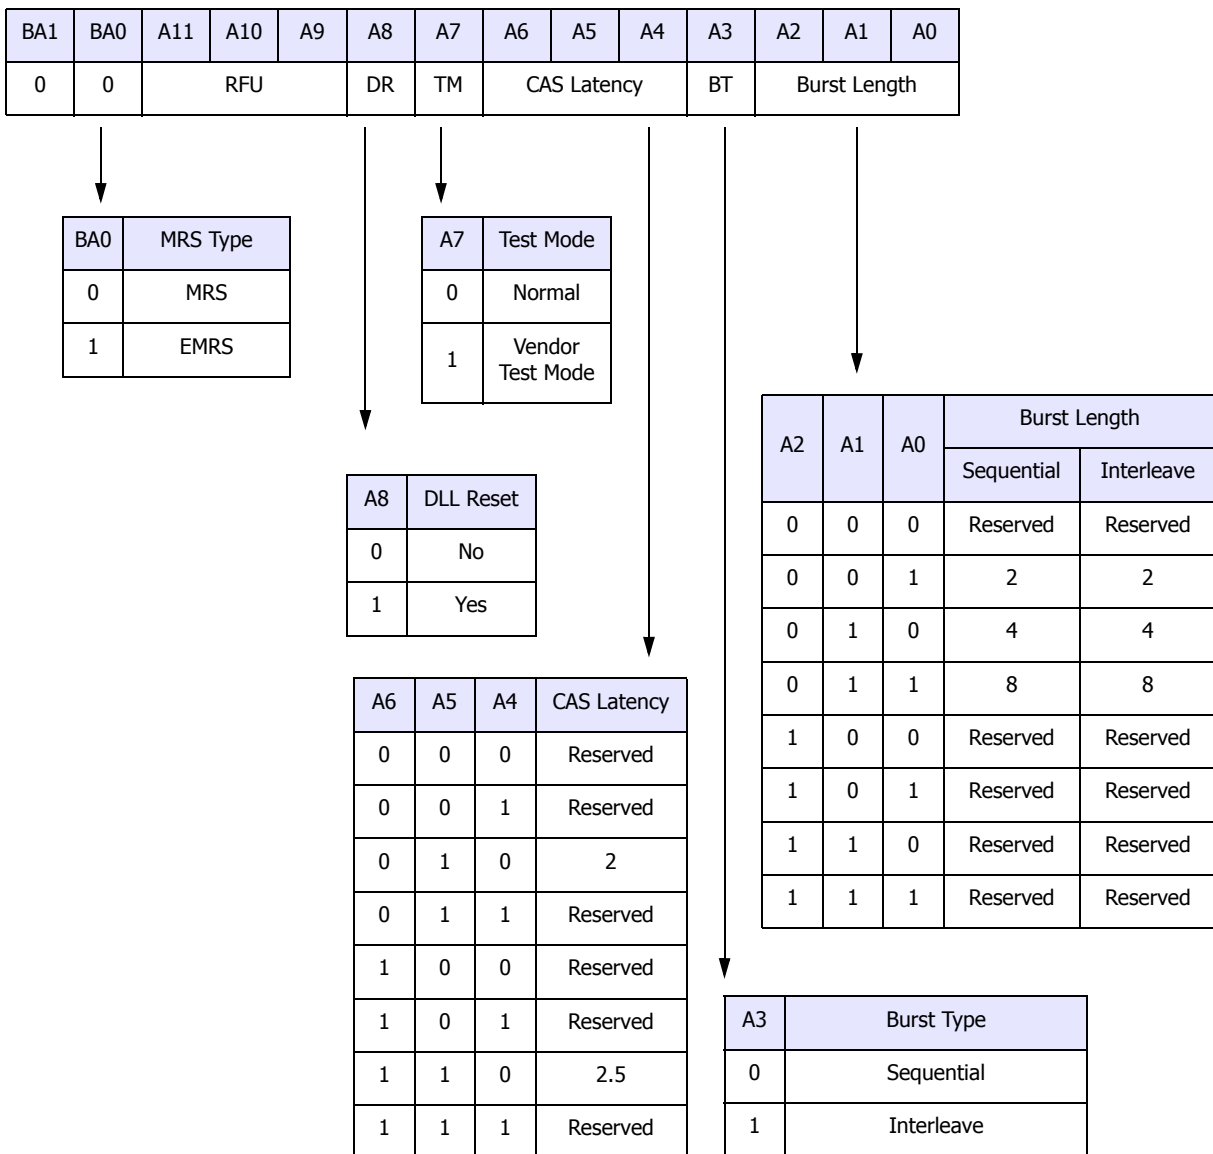 BA1 BA0 A11 A10 A9 A8 A7 A6 A5 A4 A3 A2 A1 A0
0 0 RFU DR TM CAS Latency BT Burst Length
BA0 MRS Type
0 MRS
1 EMRS
A7 Test Mode
0 Normal
1 Vendor
Test Mode
A8 DLL Reset
0 No
1 Yes
A2 A1 A0 Burst Length
Sequential Interleave
0 0 0 Reserved Reserved
0 0 1 2 2
0 1 0 4 4
0 1 1 8 8
1 0 0 Reserved Reserved
1 0 1 Reserved Reserved
1 1 0 Reserved Reserved
1 1 1 Reserved Reserved
A6 A5 A4 CAS Latency
0 0 0 Reserved
0 0 1 Reserved
0 1 0 2
0 1 1 Reserved
1 0 0 Reserved
1 0 1 Reserved
1 1 0 2.5
1 1 1 Reserved
A3 Burst Type
0 Sequential
1 Interleave